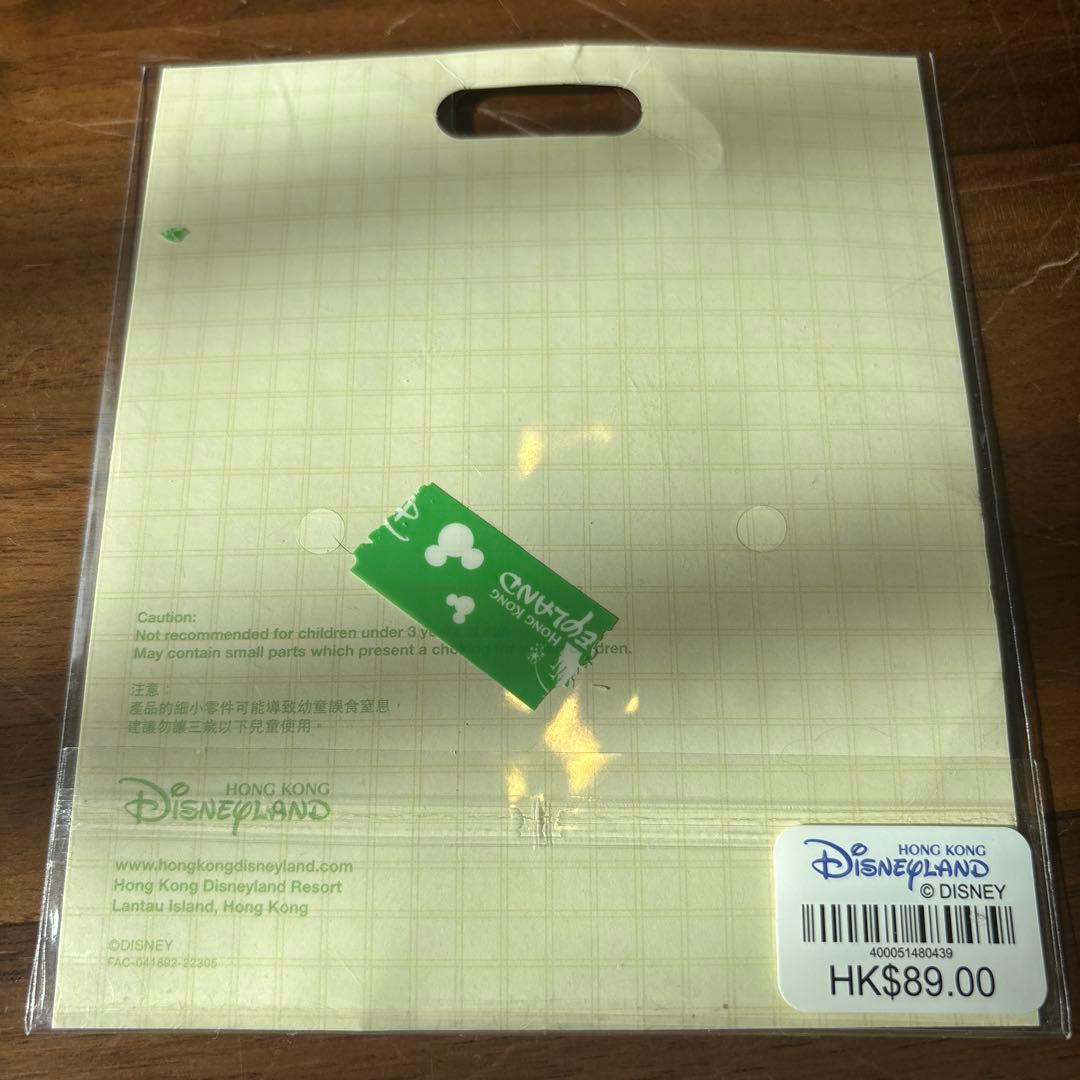 HONG KONG
DISNEYLAND
Caution:
Not recommended for children under 3
May contain small parts which present a
注意：
產品的細小零件可能導致幼童誤食窒息，
建議勿讓三歲以下兒童使用。
HONG KONG
DISNEYLAND
www.hongkongdisneyland.com
Hong Kong Disneyland Resort
Lantau Island, Hong Kong
©DISNEY
FAC-041893-22305
HONG KONG
DISNEYLAND
© DISNEY
400051480439
HK$89.00